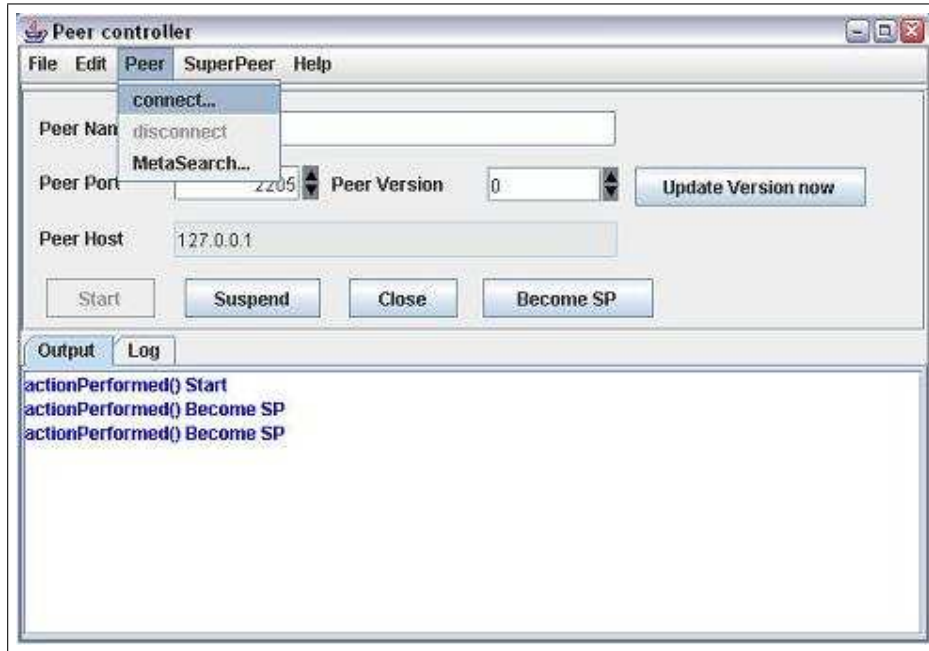 Peer controller
File Edit Peer SuperPeer Help
connect...
disconnect
MetaSearch...
Peer Nam
Peer Port 2205 Peer Version 0 Update Version now
Peer Host 127.0.0.1
Start Suspend Close Become SP
Output Log
actionPerformed() Start
actionPerformed() Become SP
actionPerformed() Become SP